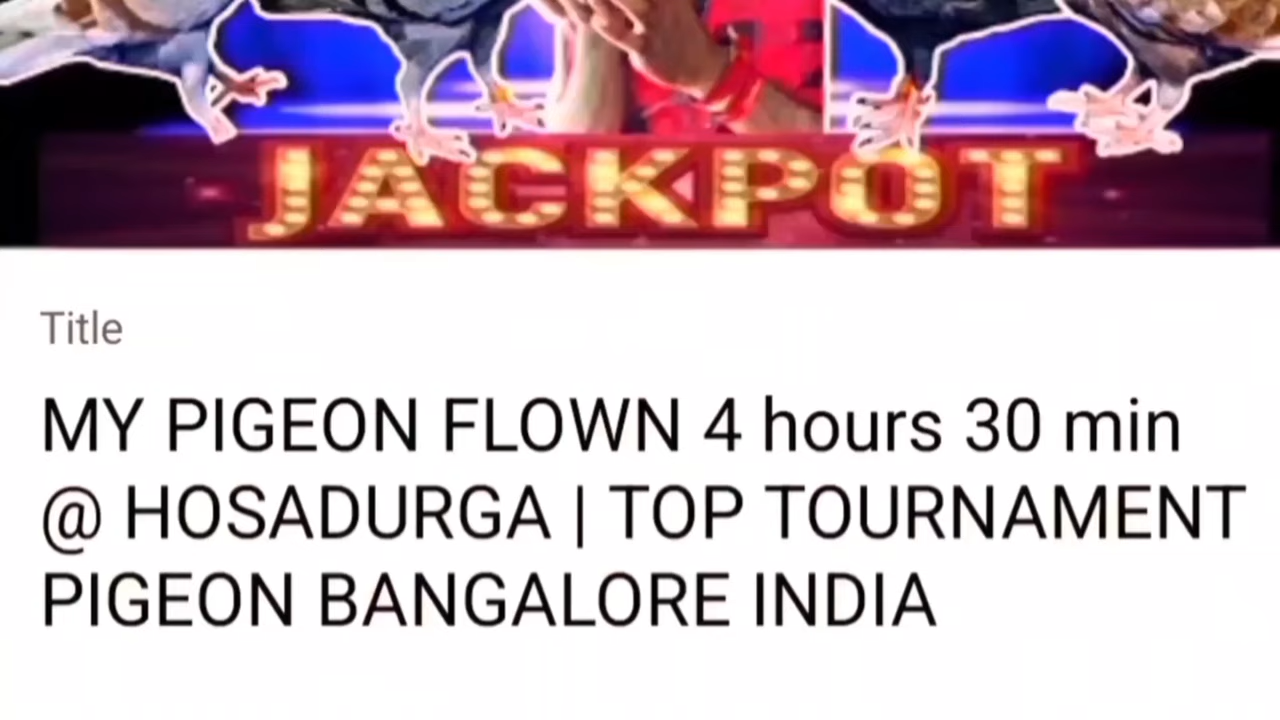 JACKPOT
Title
MY PIGEON FLOWN 4 hours 30 min
@ HOSADURGA | TOP TOURNAMENT
PIGEON BANGALORE INDIA